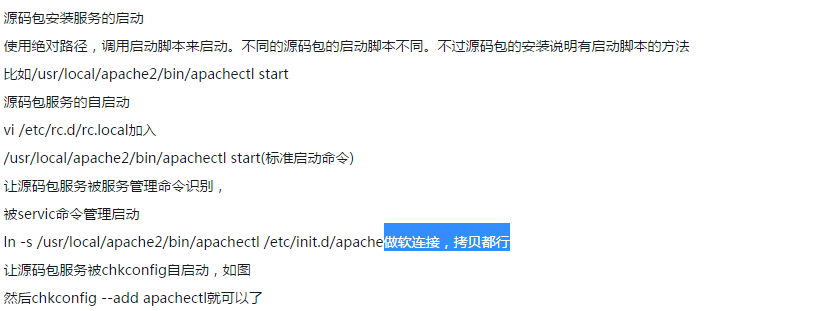 源码包安装服务的启动
使用绝对路径，调用启动脚本来启动。不同的源码包的启动脚本不同。不过源码包的安装说明有启动脚本的方法
比如/usr/local/apache2/bin/apachectl start
源码包服务的自启动
vi /etc/rc.d/rc.local加入
/usr/local/apache2/bin/apachectl start(标准启动命令)
让源码包服务被服务管理命令识别，
被servic命令管理启动
ln -s /usr/local/apache2/bin/apachectl /etc/init.d/apache做软连接，拷贝都行
让源码包服务被chkconfig自启动，如图
然后chkconfig --add apachectl就可以了